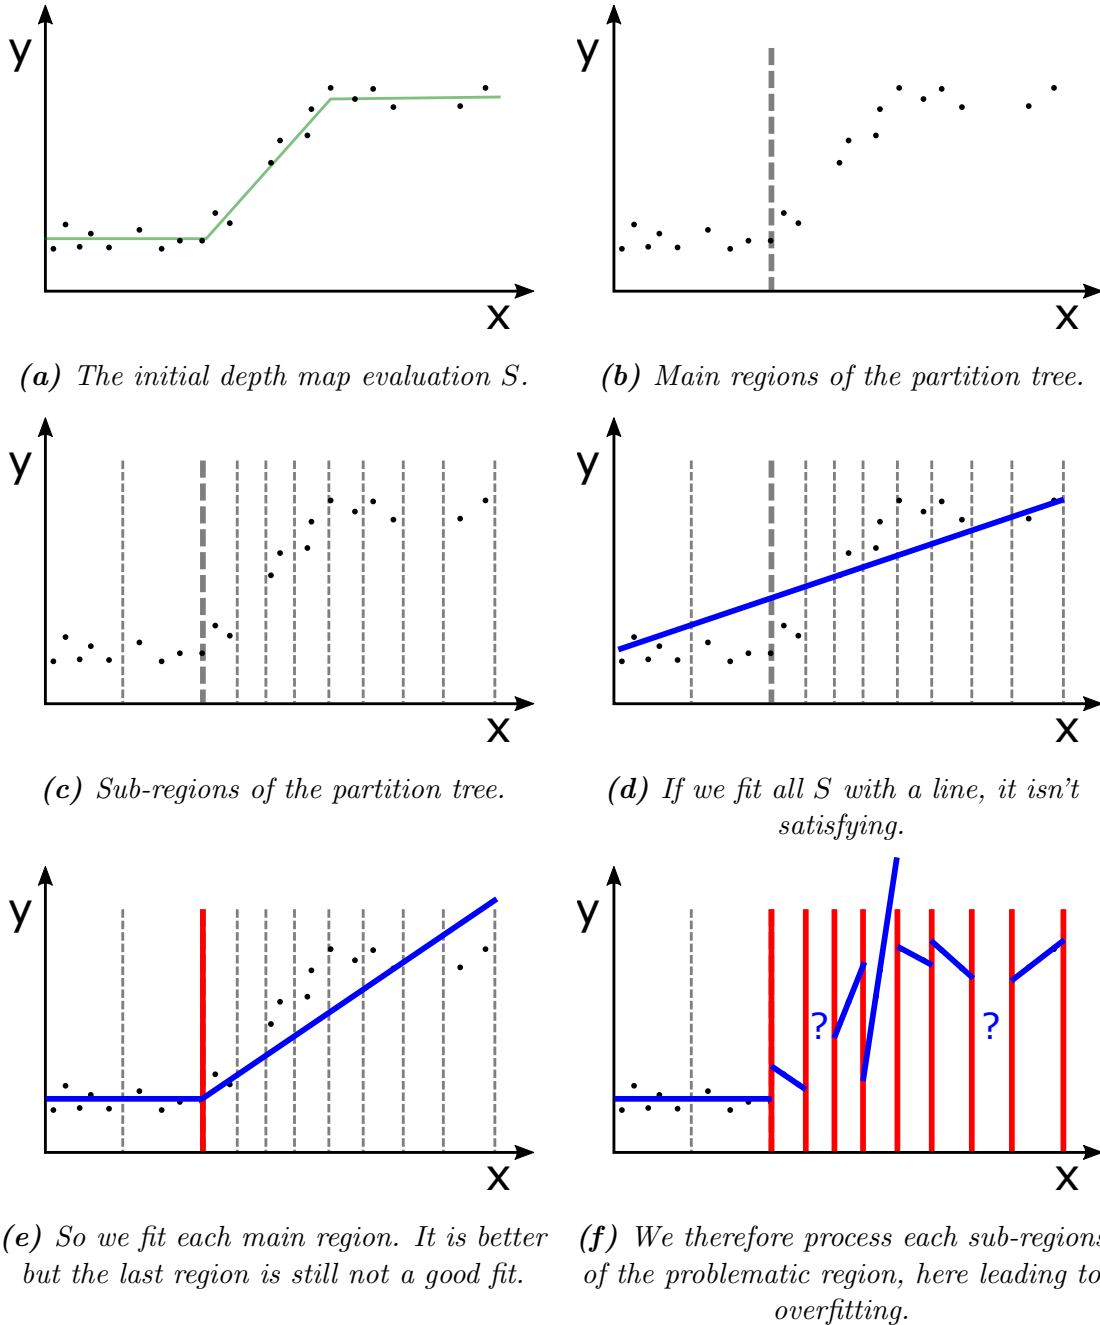 y
x
y
x
(a) The initial depth map evaluation S.
(b) Main regions of the partition tree.
y
x
y
x
(c) Sub-regions of the partition tree.
(d) If we fit all S with a line, it isn't
satisfying.
y
x
y
?
?
x
(e) So we fit each main region. It is better
but the last region is still not a good fit.
(f) We therefore process each sub-regions
of the problematic region, here leading to
overfitting.